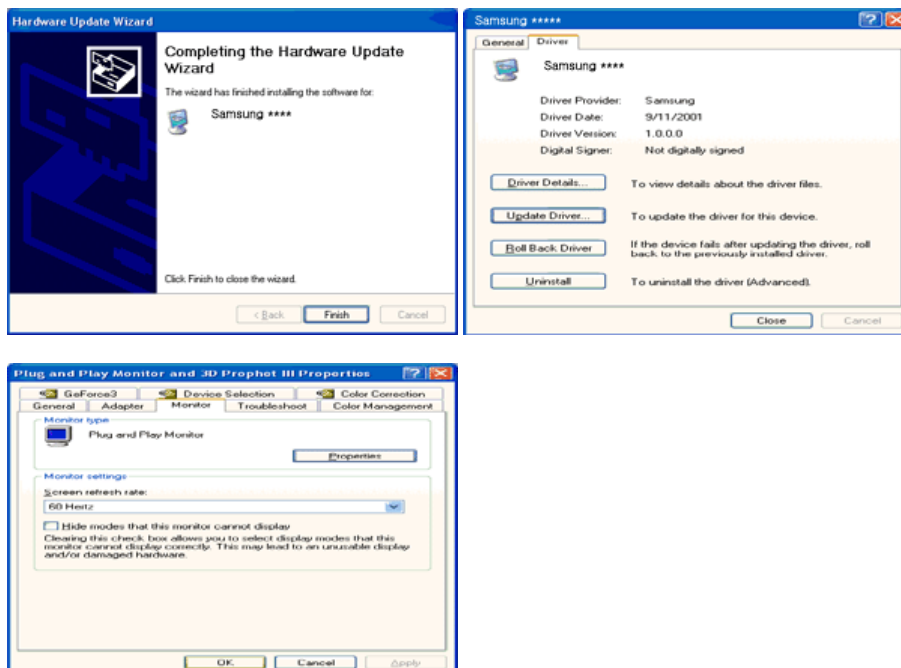 Hardware Update Wizard
Completing the Hardware Update
Wizard
The wizard has finished installing the software for:
Samsung ****
Click Finish to close the wizard.
< Back Finish Cancel
Samsung *****
General Driver
Samsung ****
Driver Provider: Samsung
Driver Date: 9/11/2001
Driver Version: 1.0.0.0
Digital Signer: Not digitally signed
Driver Details... To view details about the driver files.
Update Driver... To update the driver for this device.
Roll Back Driver If the device fails after updating the driver, roll
back to the previously installed driver.
Uninstall To uninstall the driver (Advanced).
Close Cancel
Plug and Play Monitor and 3D Prophet III Properties
GeForce3 Device Selection Color Correction
General Adapter Monitor Troubleshoot Color Management
Monitor type
Plug and Play Monitor
Properties
Monitor settings
Screen refresh rate:
60 Hertz
Hide modes that this monitor cannot display
Clearing this check box allows you to select display modes that this
monitor cannot display correctly. This may lead to an unusable display
and/or damaged hardware.
OK Cancel Apply